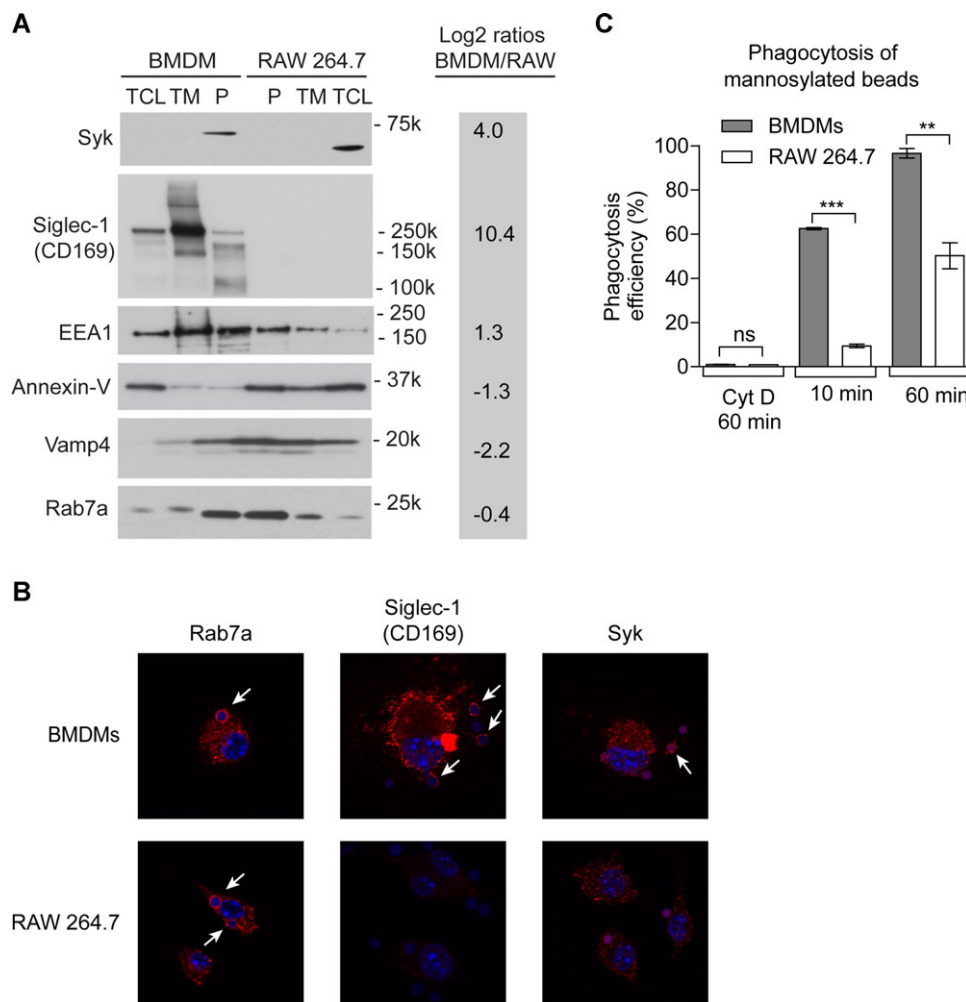 A
BMDM RAW 264.7
Log2 ratios
BMDM/RAW
TCL TM P P TM TCL
Syk
- 75k
4.0
Siglec-1
(CD169)
- 250k
- 150k
- 100k
10.4
EEA1
- 250
- 150
1.3
Annexin-V
- 37k
-1.3
Vamp4
- 20k
-2.2
Rab7a
- 25k
-0.4
C
Phagocytosis of
mannosylated beads
BMDMs
RAW 264.7
Phagocytosis
efficiency (%)
100
80
60
40
20
0
ns
***
**
Cyt D
60 min
10 min
60 min
B
Rab7a
Siglec-1
(CD169)
Syk
BMDMs
RAW 264.7